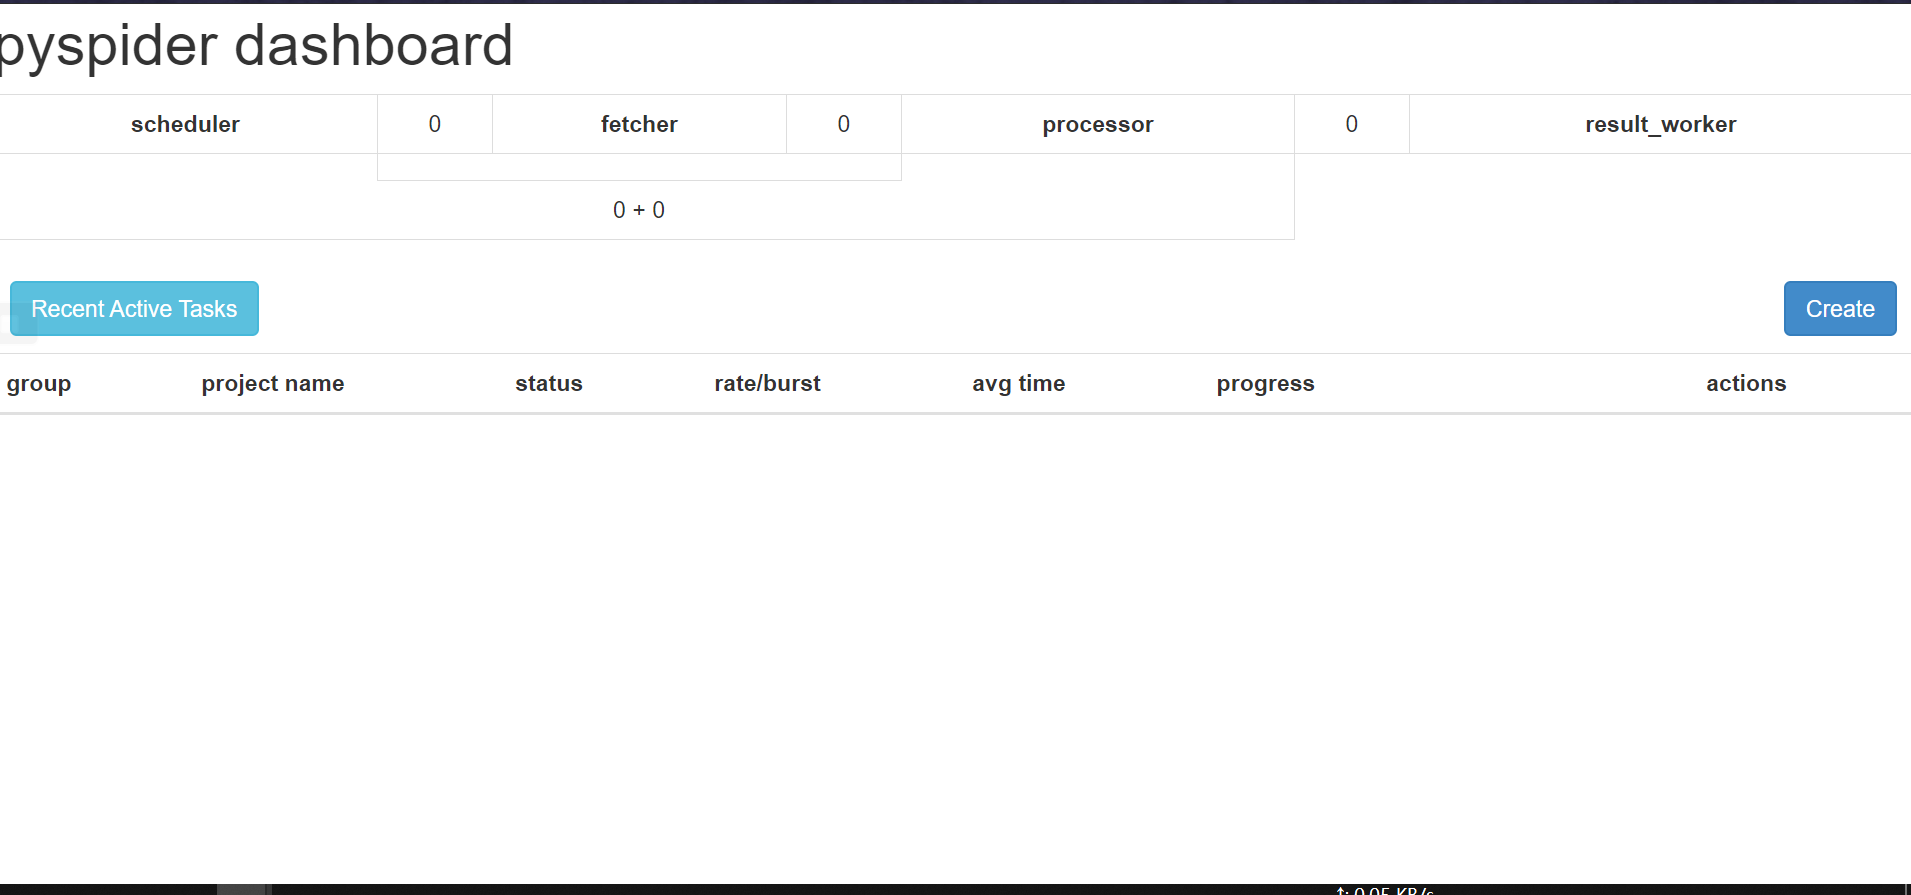 pyspider dashboard
scheduler 0 fetcher 0 processor 0 result_worker
0 + 0
Recent Active Tasks Create
group project name status rate/burst avg time progress actions
↑: 0.05 KB/s